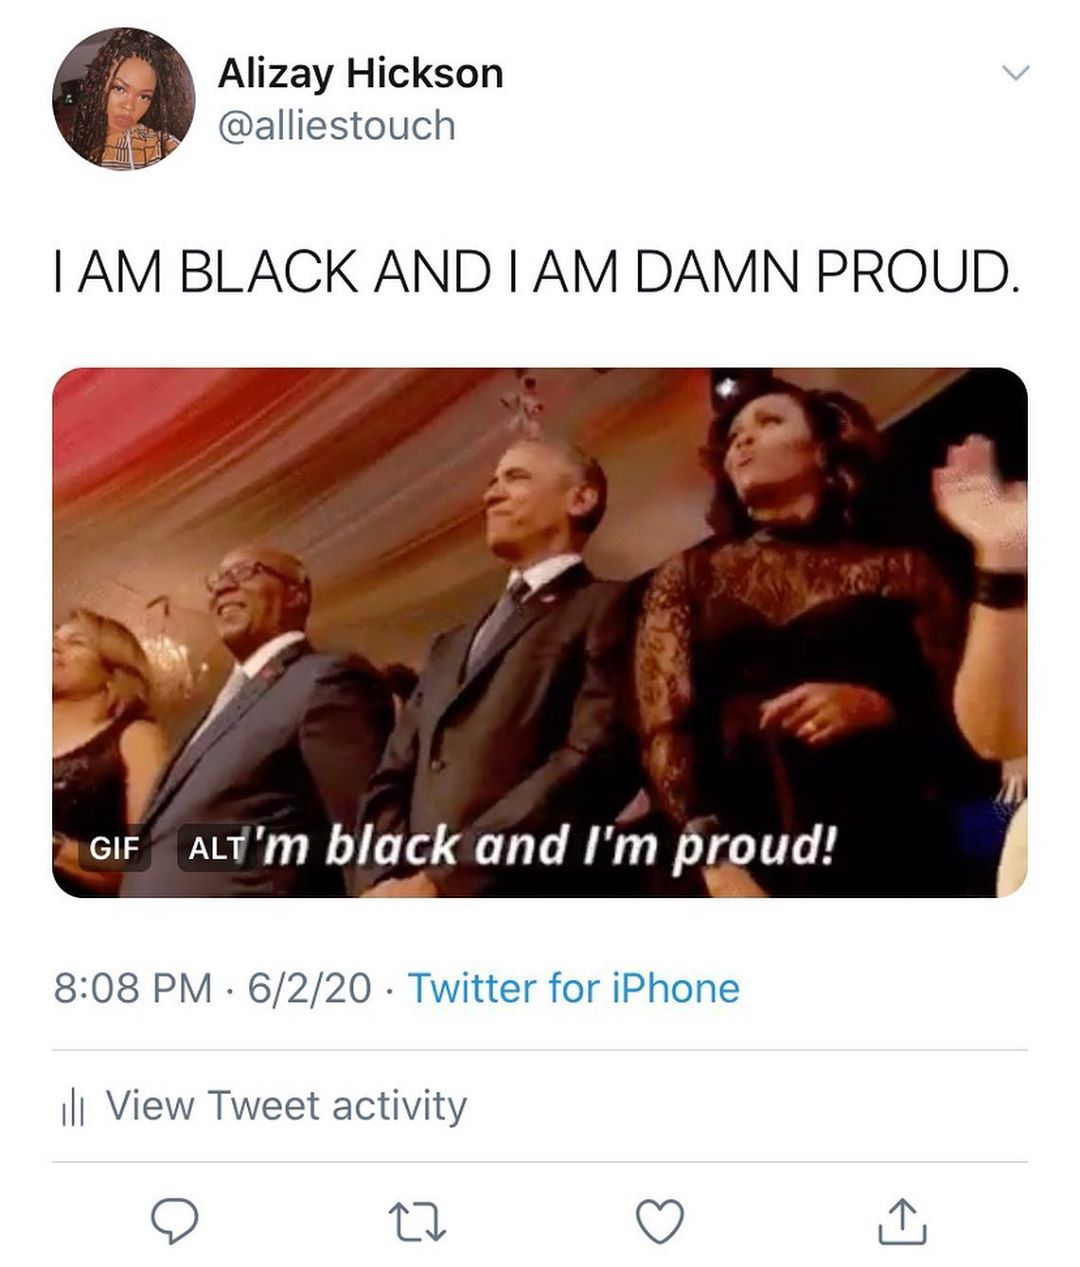 Alizay Hickson
@alliestouch
I AM BLACK AND I AM DAMN PROUD.
GIF ALT 'm black and I'm proud!
8:08 PM · 6/2/20 · Twitter for iPhone
View Tweet activity